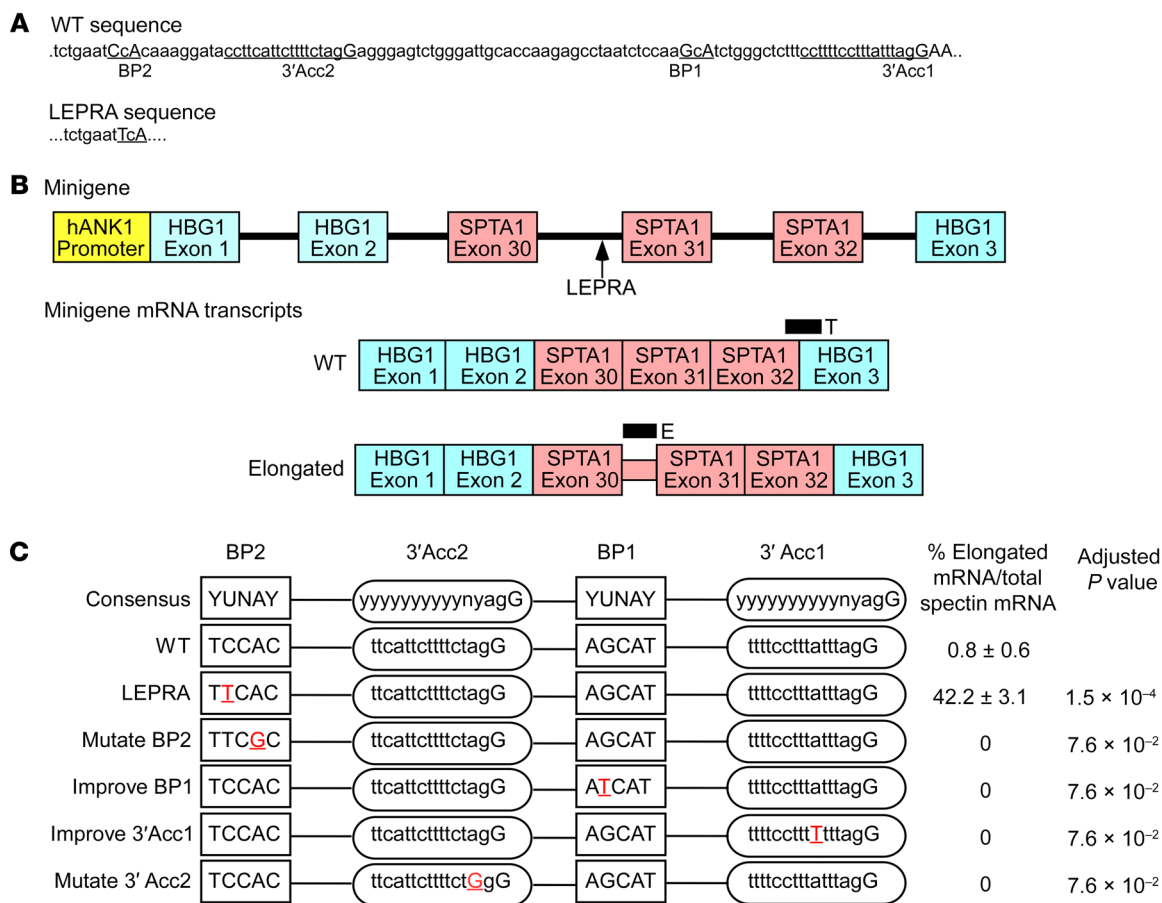 A
WT sequence
.tctgaatCcAcaaaggataccttcattcttttctagGagggagtctgggattgcaccaagagcctaatctccaaGcAtctgggctctttccttttcctttatttagGAA..
BP2 3′Acc2 BP1 3′Acc1
LEPRA sequence
...tctgaatTcA....
B Minigene
hANK1 HBG1 HBG1 SPTA1 SPTA1 SPTA1 HBG1
Promoter Exon 1 Exon 2 Exon 30 Exon 31 Exon 32 Exon 3
LEPRA
Minigene mRNA transcripts
T
WT HBG1 HBG1 SPTA1 SPTA1 SPTA1 HBG1
Exon 1 Exon 2 Exon 30 Exon 31 Exon 32 Exon 3
E
Elongated HBG1 HBG1 SPTA1 SPTA1 SPTA1 HBG1
Exon 1 Exon 2 Exon 30 Exon 31 Exon 32 Exon 3
C BP2 3′Acc2 BP1 3′ Acc1 % Elongated mRNA/total spectin mRNA Adjusted P value
Consensus YUNAY yyyyyyyyyynyagG YUNAY yyyyyyyyyynyagG
WT TCCAC ttcattcttttctagG AGCAT ttttcctttatttagG 0.8 ± 0.6
LEPRA TTCAC ttcattcttttctagG AGCAT ttttcctttatttagG 42.2 ± 3.1 1.5 × 10⁻⁴
Mutate BP2 TTCGC ttcattcttttctagG AGCAT ttttcctttatttagG 0 7.6 × 10⁻²
Improve BP1 TCCAC ttcattcttttctagG ATCAT ttttcctttatttagG 0 7.6 × 10⁻²
Improve 3′Acc1 TCCAC ttcattcttttctagG AGCAT ttttcctttTtttagG 0 7.6 × 10⁻²
Mutate 3′ Acc2 TCCAC ttcattcttttctGgG AGCAT ttttcctttatttagG 0 7.6 × 10⁻²